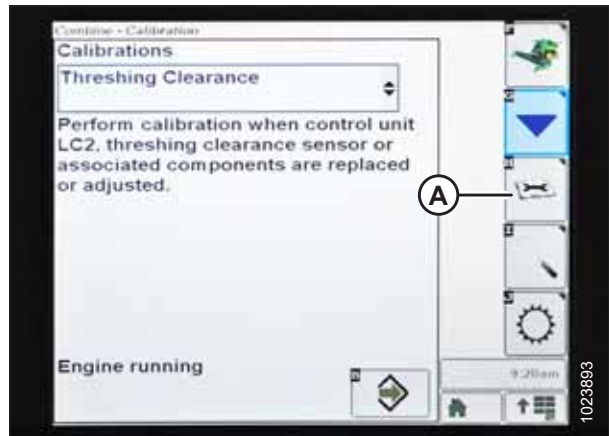 Combine - Calibration
Calibrations
Threshing Clearance
Perform calibration when control unit
LC2, threshing clearance sensor or
associated components are replaced
or adjusted.
A
Engine running
9:20am
1023893